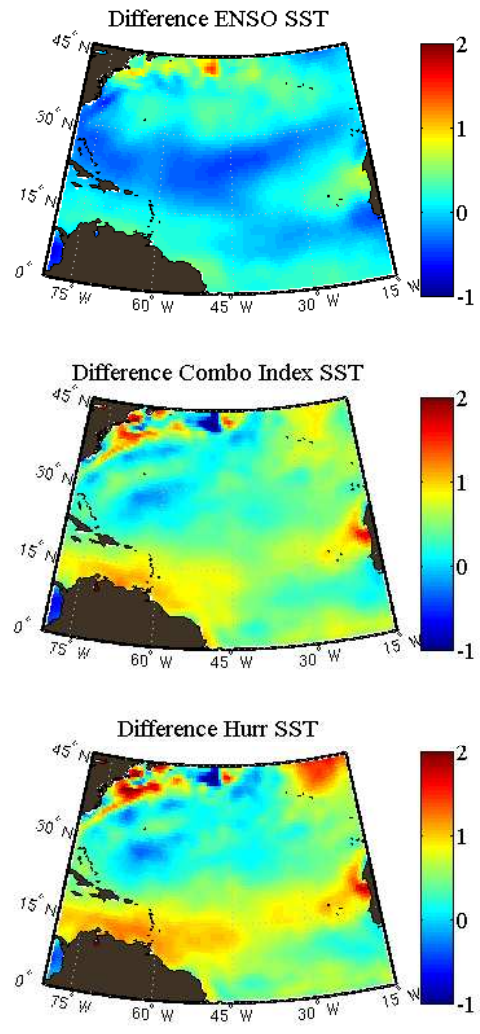 Difference ENSO SST
45° N
30° N
15° N
0°
75° W
60° W
45° W
30° W
15° W
2
1
0
-1
Difference Combo Index SST
45° N
30° N
15° N
0°
75° W
60° W
45° W
30° W
15° W
2
1
0
-1
Difference Hurr SST
45° N
30° N
15° N
0°
75° W
60° W
45° W
30° W
15° W
2
1
0
-1